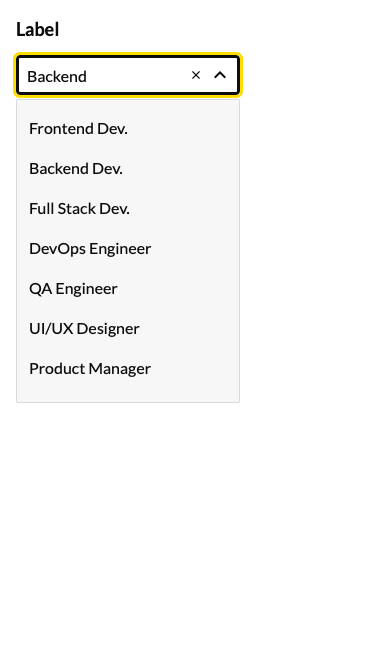 Label
Backend
Frontend Dev.
Backend Dev.
Full Stack Dev.
DevOps Engineer
QA Engineer
UI/UX Designer
Product Manager